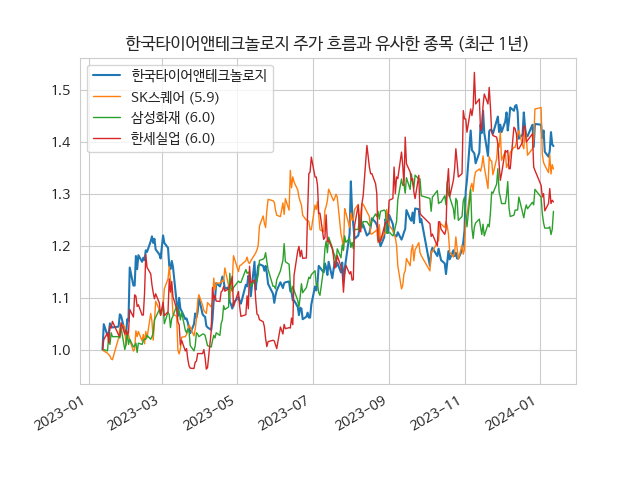 한국타이어앤테크놀로지 주가 흐름과 유사한 종목 (최근 1년)
한국타이어앤테크놀로지
SK스퀘어 (5.9)
삼성화재 (6.0)
한세실업 (6.0)
1.5
1.4
1.3
1.2
1.1
1.0
2023-01
2023-03
2023-05
2023-07
2023-09
2023-11
2024-01